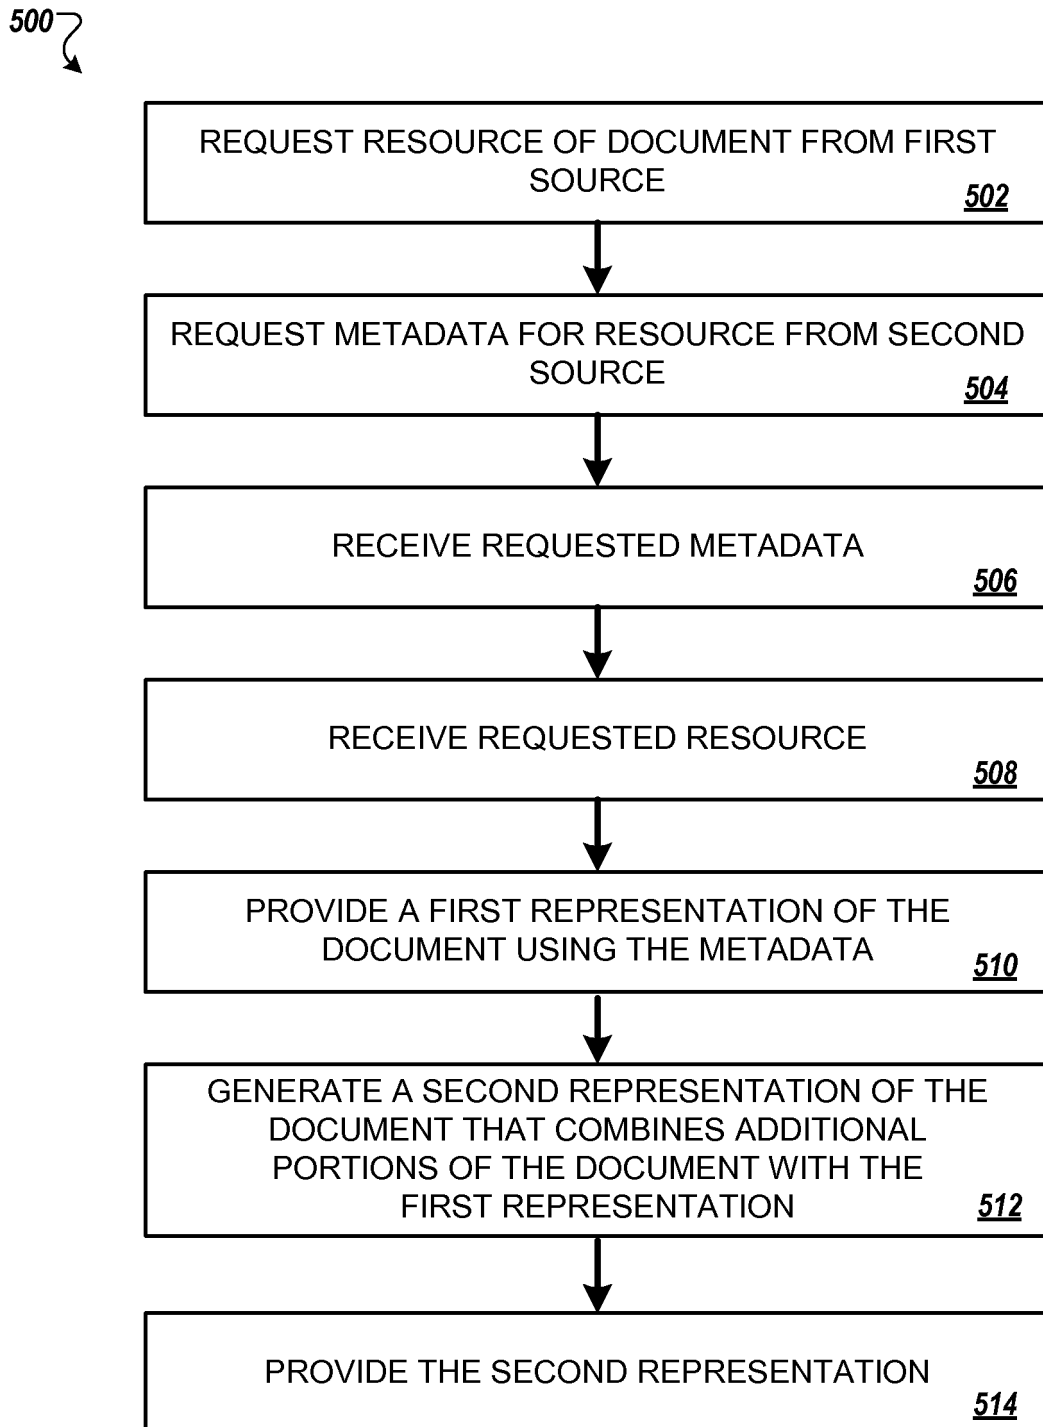 500
REQUEST RESOURCE OF DOCUMENT FROM FIRST
SOURCE
502
REQUEST METADATA FOR RESOURCE FROM SECOND
SOURCE
504
RECEIVE REQUESTED METADATA
506
RECEIVE REQUESTED RESOURCE
508
PROVIDE A FIRST REPRESENTATION OF THE
DOCUMENT USING THE METADATA
510
GENERATE A SECOND REPRESENTATION OF THE
DOCUMENT THAT COMBINES ADDITIONAL
PORTIONS OF THE DOCUMENT WITH THE
FIRST REPRESENTATION
512
PROVIDE THE SECOND REPRESENTATION
514